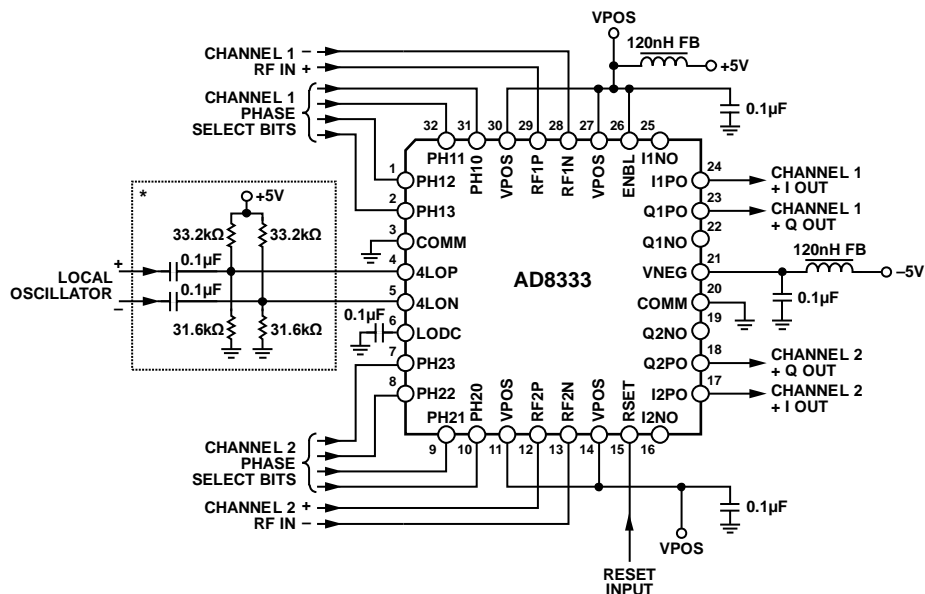 VPOS
120nH FB
+5V
CHANNEL 1 –
RF IN +
CHANNEL 1
PHASE
SELECT BITS
0.1µF
32 31 30 29 28 27 26 25
PH11 PH10 VPOS RF1P RF1N VPOS ENBL I1NO
1 PH12
2 PH13
3 COMM
4 4LOP
5 4LON
6 LODC
7 PH23
8 PH22
AD8333
I1PO 24
CHANNEL 1
+ I OUT
Q1PO 23
CHANNEL 1
+ Q OUT
Q1NO 22
VNEG 21
120nH FB
–5V
0.1µF
COMM 20
Q2NO 19
Q2PO 18
CHANNEL 2
+ Q OUT
I2PO 17
CHANNEL 2
+ I OUT
*
+5V
33.2kΩ 33.2kΩ
+ 0.1µF
LOCAL
OSCILLATOR
– 0.1µF
31.6kΩ 31.6kΩ
0.1µF
PH21 PH20 VPOS RF2P RF2N VPOS RSET I2NO
9 10 11 12 13 14 15 16
CHANNEL 2
PHASE
SELECT BITS
CHANNEL 2 +
RF IN –
0.1µF
VPOS
RESET
INPUT